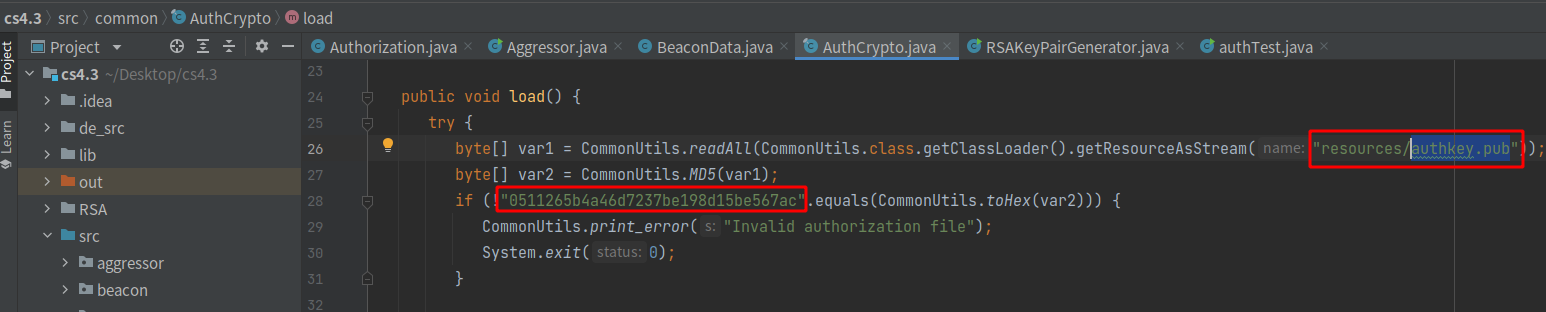 cs4.3 src common AuthCrypto load
Project
Authorization.java Aggressor.java BeaconData.java AuthCrypto.java RSAKeyPairGenerator.java authTest.java
Project
Learn
cs4.3 ~/Desktop/cs4.3
.idea
de_src
lib
out
RSA
src
aggressor
beacon
23
24 public void load() {
25 try {
26 byte[] var1 = CommonUtils.readAll(CommonUtils.class.getClassLoader().getResourceAsStream( name: "resources/authkey.pub"));
27 byte[] var2 = CommonUtils.MD5(var1);
28 if (!"0511265b4a46d7237be198d15be567ac".equals(CommonUtils.toHex(var2))) {
29 CommonUtils.print_error( s: "Invalid authorization file");
30 System.exit( status: 0);
31 }
32